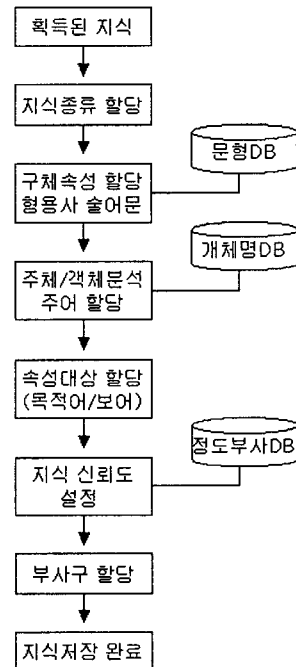 획득된 지식
지식종류 할당
문형DB
구체속성 할당
형용사 술어문
개체명DB
주체/객체분석
주어 할당
속성대상 할당
(목적어/보어)
정도부사DB
지식 신뢰도
설정
부사구 할당
지식저장 완료